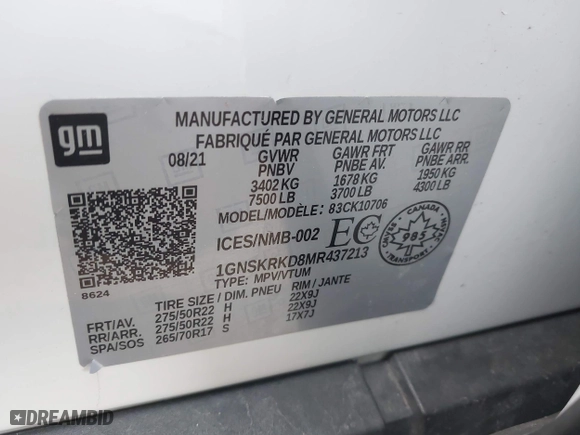 gm
MANUFACTURED BY GENERAL MOTORS LLC
FABRIQUÉ PAR GENERAL MOTORS LLC
08/21 GVWR GAWR FRT GAWR RR
PNBV PNBE AV. PNBE ARR.
3402 KG 1678 KG 1950 KG
7500 LB 3700 LB 4300 LB
MODEL/MODÈLE: 83CK10706
ICES/NMB-002 EC
CANADA
985
DRIVER
1GNSKRKD8MR437213
TYPE: MPV/VTUM
8624
TIRE SIZE / DIM. PNEU RIM / JANTE
FRT/AV. 275/50R22 H 22X9J
RR/ARR. 275/50R22 H 22X9J
SPA/SOS 265/70R17 S 17X7J
DREAMBID